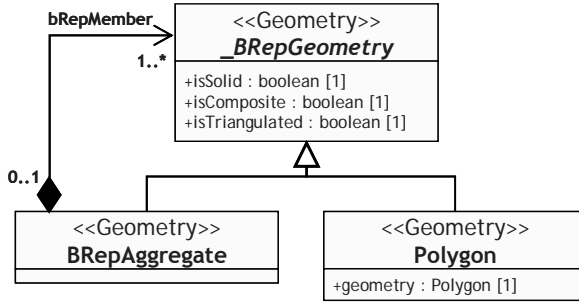 bRepMember
<<Geometry>>
_BRepGeometry
1..*
+isSolid : boolean [1]
+isComposite : boolean [1]
+isTriangulated : boolean [1]
0..1
<<Geometry>>
BRepAggregate
<<Geometry>>
Polygon
+geometry : Polygon [1]